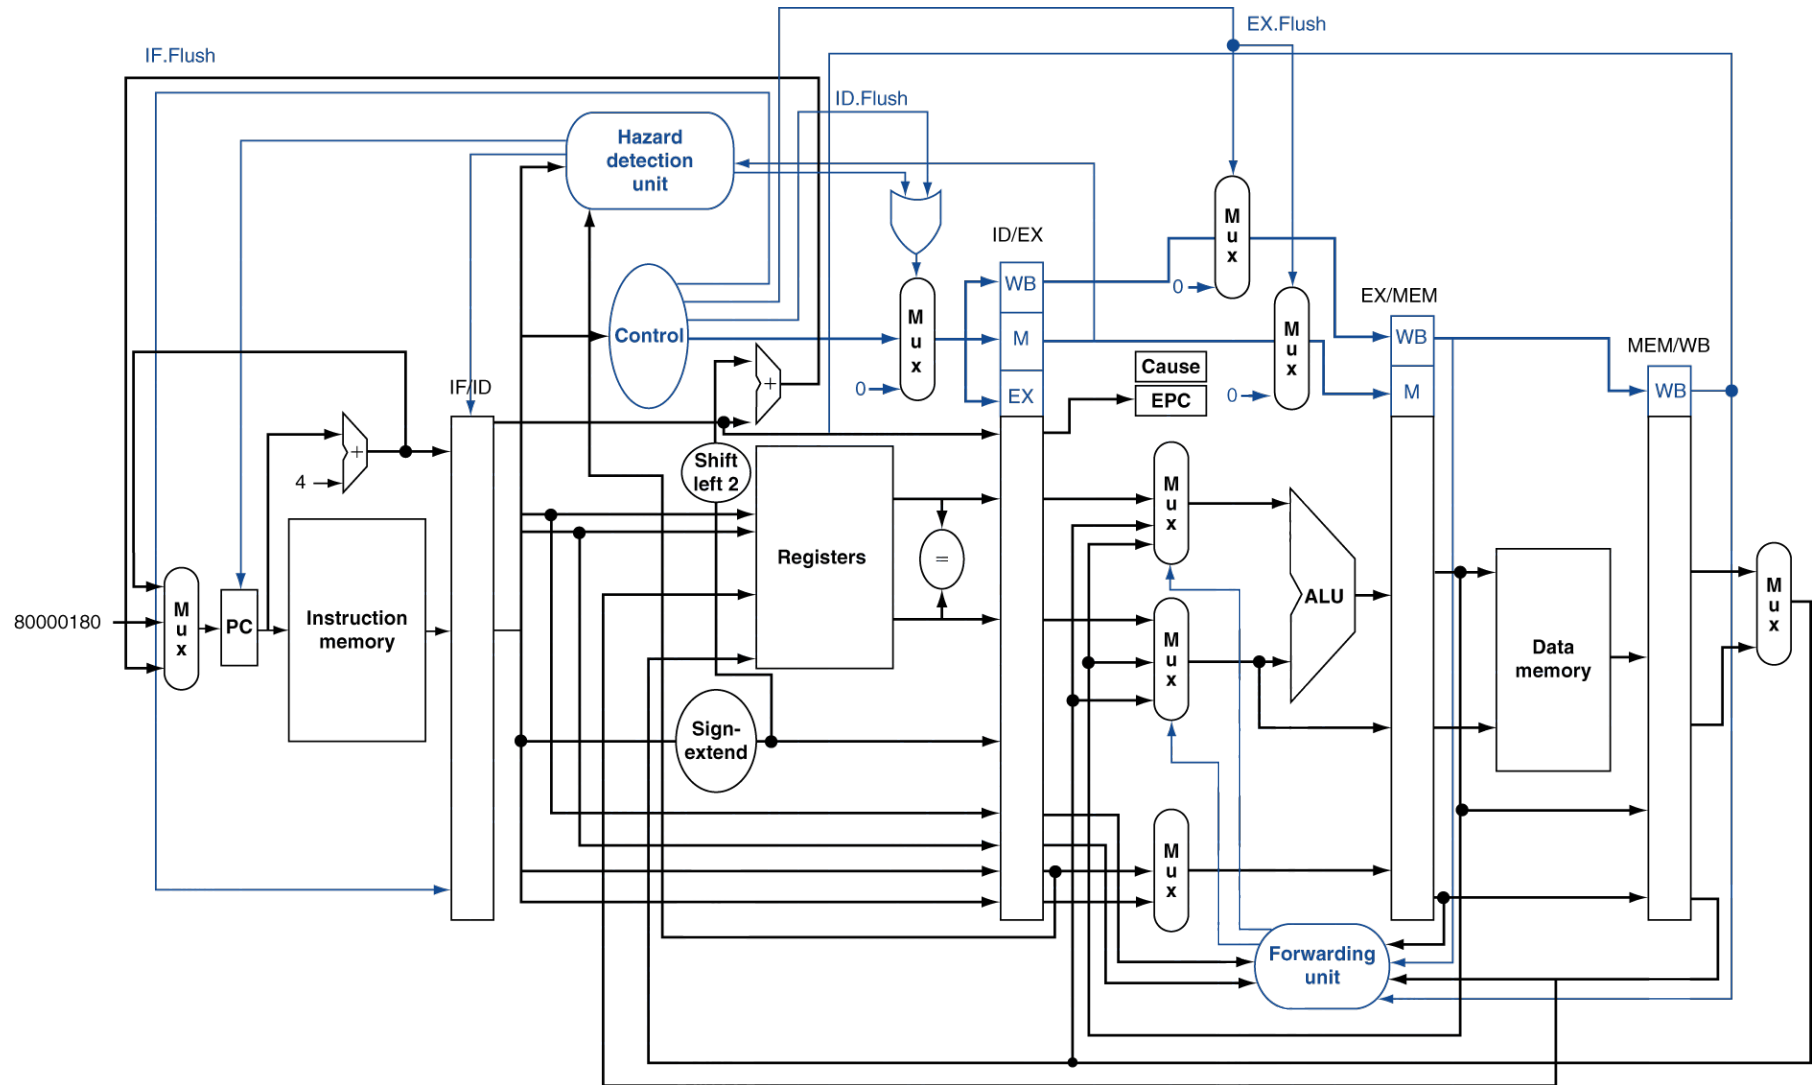 EX.Flush
IF.Flush
ID.Flush
Hazard
detection
unit
M
u
x
ID/EX
WB
0
M
u
x
EX/MEM
M
u
x
Control
M
WB
MEM/WB
Cause
0
EX
EPC
0
M
WB
IF/ID
+
+
4
Shift
left 2
M
u
x
Registers
=
Instruction
memory
80000180
M
u
x
PC
ALU
M
u
x
Data
memory
M
u
x
Sign-
extend
M
u
x
Forwarding
unit